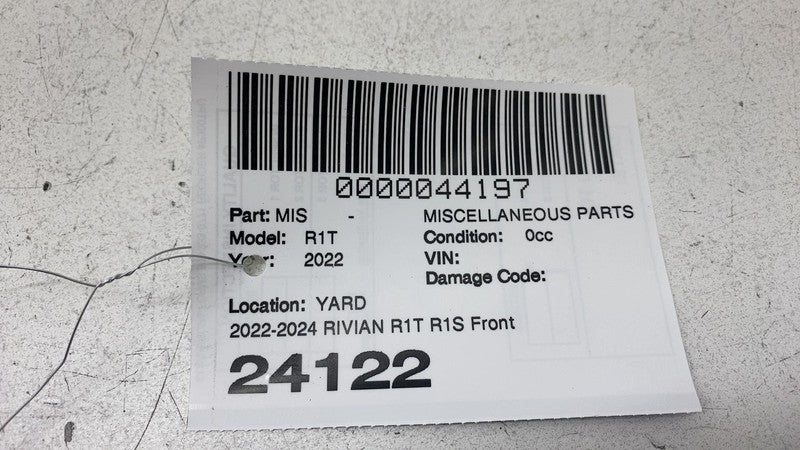 0000044197
Part: MIS - MISCELLANEOUS PARTS
Model: R1T Condition: 0cc
Year: 2022 VIN:
Damage Code:
Location: YARD
2022-2024 RIVIAN R1T R1S Front
24122